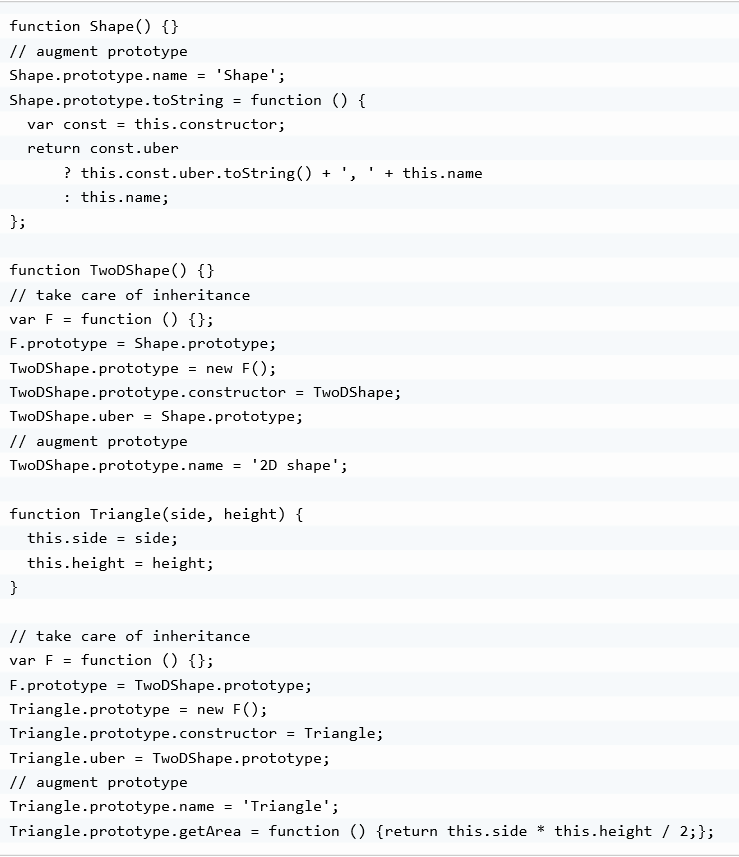 function Shape() {}
// augment prototype
Shape.prototype.name = 'Shape';
Shape.prototype.toString = function () {
  var const = this.constructor;
  return const.uber
      ? this.const.uber.toString() + ', ' + this.name
      : this.name;
};

function TwoDShape() {}
// take care of inheritance
var F = function () {};
F.prototype = Shape.prototype;
TwoDShape.prototype = new F();
TwoDShape.prototype.constructor = TwoDShape;
TwoDShape.uber = Shape.prototype;
// augment prototype
TwoDShape.prototype.name = '2D shape';

function Triangle(side, height) {
  this.side = side;
  this.height = height;
}

// take care of inheritance
var F = function () {};
F.prototype = TwoDShape.prototype;
Triangle.prototype = new F();
Triangle.prototype.constructor = Triangle;
Triangle.uber = TwoDShape.prototype;
// augment prototype
Triangle.prototype.name = 'Triangle';
Triangle.prototype.getArea = function () {return this.side * this.height / 2;};